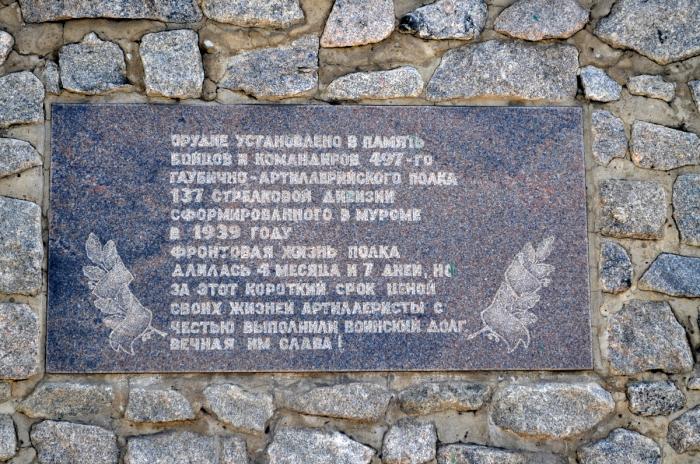 ОРУДИЕ УСТАНОВЛЕНО В ПАМЯТЬ
БОЙЦОВ И КОМАНДИРОВ 497-го
ГАУБИЧНО-АРТИЛЛЕРИЙСКОГО ПОЛКА
137 СТРЕЛКОВОЙ ДИВИЗИИ
СФОРМИРОВАННОГО В МУРОМЕ
В 1939 ГОДУ
ФРОНТОВАЯ ЖИЗНЬ ПОЛКА
ДЛИЛАСЬ 4 МЕСЯЦА И 7 ДНЕЙ, НО
ЗА ЭТОТ КОРОТКИЙ СРОК ЦЕНОЙ
СВОИХ ЖИЗНЕЙ АРТИЛЛЕРИСТЫ С
ЧЕСТЬЮ ВЫПОЛНИЛИ ВОИНСКИЙ ДОЛГ.
ВЕЧНАЯ ИМ СЛАВА!